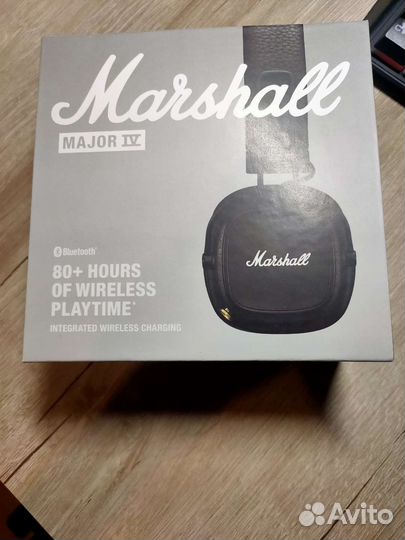 Marshall
MAJOR IV
Bluetooth®
80+ HOURS
OF WIRELESS
PLAYTIME*
INTEGRATED WIRELESS CHARGING
Marshall
Avito